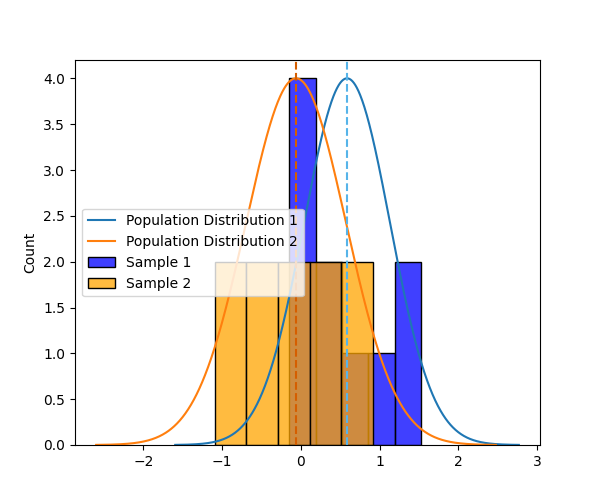 4.0
3.5
3.0
2.5
2.0
1.5
1.0
0.5
0.0
Count
Population Distribution 1
Population Distribution 2
Sample 1
Sample 2
−2 −1 0 1 2 3